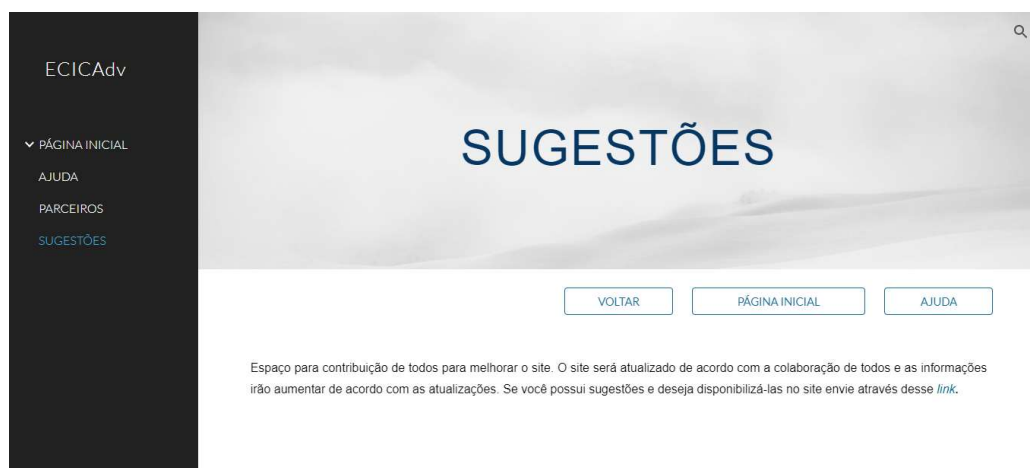 ECICAdv
PÁGINA INICIAL
AJUDA
PARCEIROS
SUGESTÕES
SUGESTÕES
VOLTAR
PÁGINA INICIAL
AJUDA
Espaço para contribuição de todos para melhorar o site. O site será atualizado de acordo com a colaboração de todos e as informações
irão aumentar de acordo com as atualizações. Se você possui sugestões e deseja disponibilizá-las no site envie através desse link.